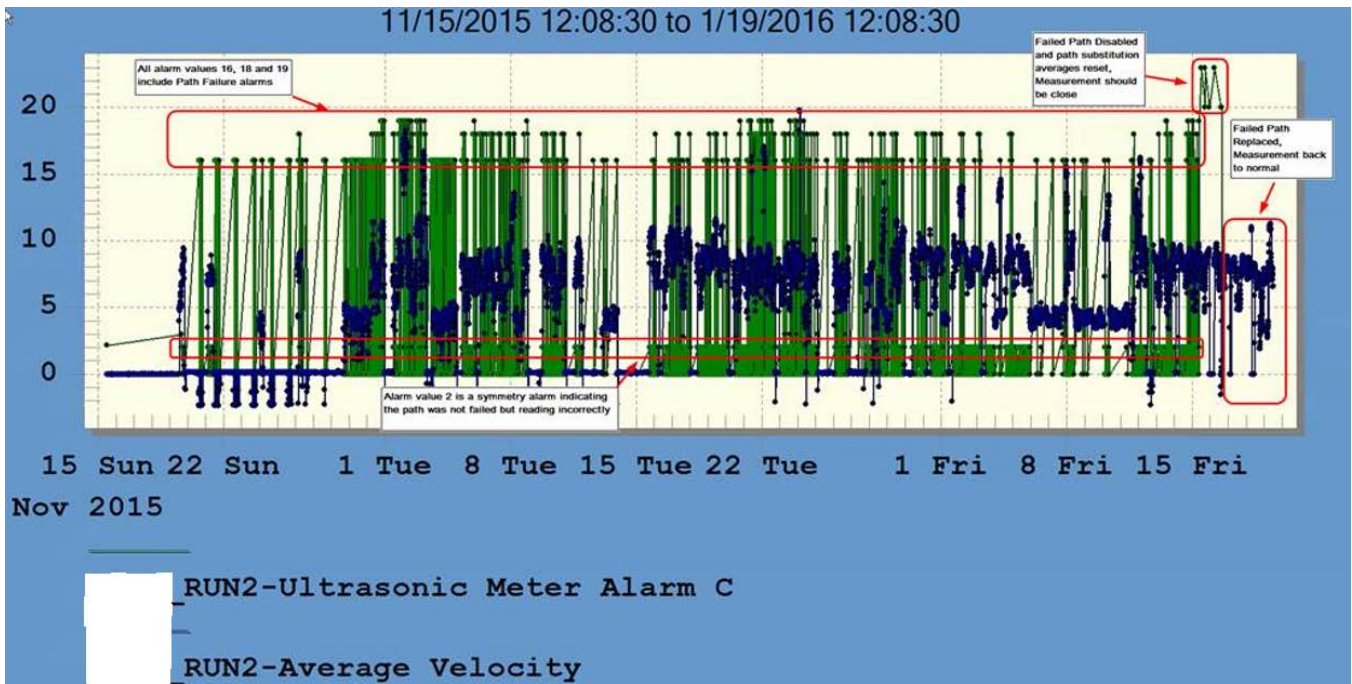 11/15/2015 12:08:30 to 1/19/2016 12:08:30
All alarm values 16, 18 and 19
include Path Failure alarms
Failed Path Disabled
and path substitution
averages reset,
Measurement should
be close
Failed Path
Replaced,
Measurement back
to normal
20
15
10
5
0
Alarm value 2 is a symmetry alarm indicating
the path was not failed but reading incorrectly
15 Sun 22 Sun 1 Tue 8 Tue 15 Tue 22 Tue 1 Fri 8 Fri 15 Fri
Nov 2015
_RUN2-Ultrasonic Meter Alarm C
_RUN2-Average Velocity